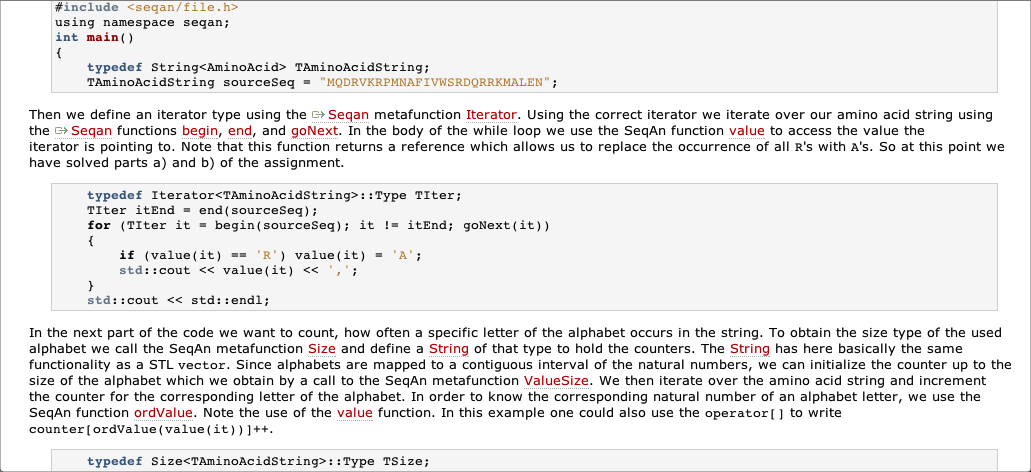 #include <seqan/file.h>
using namespace seqan;
int main()
{
    typedef String<AminoAcid> TAminoAcidString;
    TAminoAcidString sourceSeq = "MQDRVKRPMNAFIVWSRDQRRKMALEN";
Then we define an iterator type using the Seqan metafunction Iterator. Using the correct iterator we iterate over our amino acid string using
the Seqan functions begin, end, and goNext. In the body of the while loop we use the SeqAn function value to access the value the
iterator is pointing to. Note that this function returns a reference which allows us to replace the occurrence of all R's with A's. So at this point we
have solved parts a) and b) of the assignment.
    typedef Iterator<TAminoAcidString>::Type TIter;
    TIter itEnd = end(sourceSeq);
    for (TIter it = begin(sourceSeq); it != itEnd; goNext(it))
    {
        if (value(it) == 'R') value(it) = 'A';
        std::cout << value(it) << ',';
    }
    std::cout << std::endl;
In the next part of the code we want to count, how often a specific letter of the alphabet occurs in the string. To obtain the size type of the used
alphabet we call the SeqAn metafunction Size and define a String of that type to hold the counters. The String has here basically the same
functionality as a STL vector. Since alphabets are mapped to a contiguous interval of the natural numbers, we can initialize the counter up to the
size of the alphabet which we obtain by a call to the SeqAn metafunction ValueSize. We then iterate over the amino acid string and increment
the counter for the corresponding letter of the alphabet. In order to know the corresponding natural number of an alphabet letter, we use the
SeqAn function ordValue. Note the use of the value function. In this example one could also use the operator[] to write
counter[ordValue(value(it))]++.
    typedef Size<TAminoAcidString>::Type TSize;